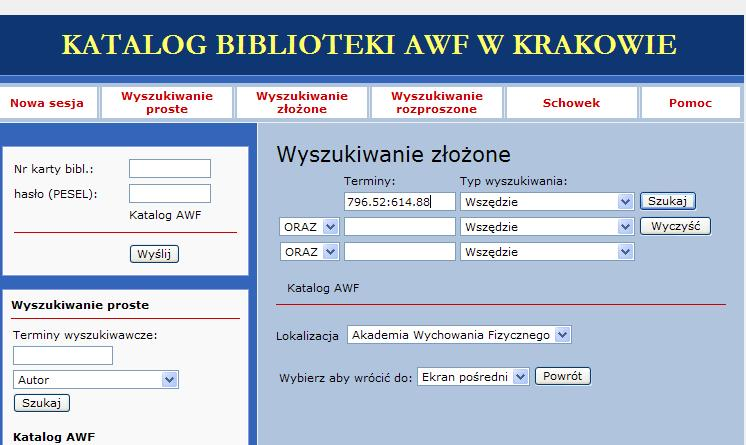 KATALOG BIBLIOTEKI AWF W KRAKOWIE
Nowa sesja
Wyszukiwanie proste
Wyszukiwanie złożone
Wyszukiwanie rozproszone
Schowek
Pomoc
Nr karty bibl.:
hasło (PESEL):
Katalog AWF
Wyślij
Wyszukiwanie proste
Terminy wyszukiwawcze:
Autor
Szukaj
Katalog AWF
Wyszukiwanie złożone
Terminy: Typ wyszukiwania:
796.52:614.88 Wszędzie Szukaj
ORAZ Wszędzie Wyczyść
ORAZ Wszędzie
Katalog AWF
Lokalizacja Akademia Wychowania Fizycznego
Wybierz aby wrócić do: Ekran pośredni Powrót